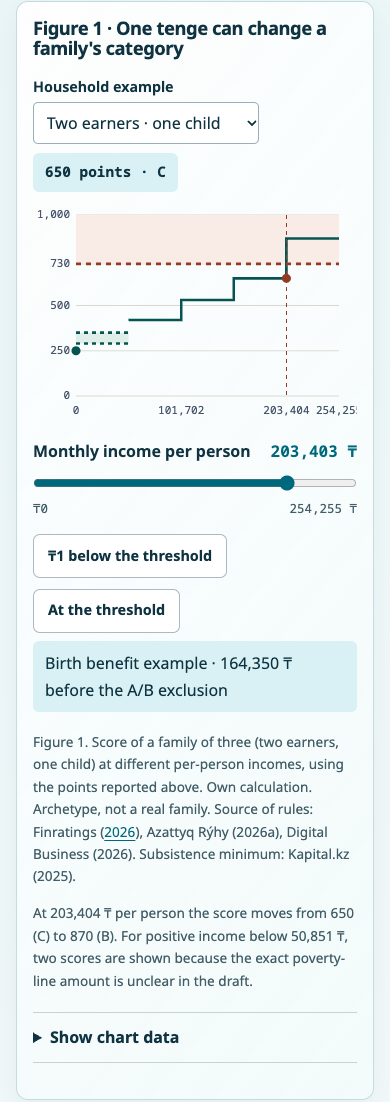 Figure 1 · One tenge can change a
family's category
Household example
Two earners · one child
650 points · C
1,000
730
500
250
0
0 101,702 203,404 254,25
Monthly income per person 203,403 ₸
₸0 254,255 ₸
₸1 below the threshold
At the threshold
Birth benefit example · 164,350 ₸
before the A/B exclusion
Figure 1. Score of a family of three (two earners,
one child) at different per-person incomes, using
the points reported above. Own calculation.
Archetype, not a real family. Source of rules:
Finratings (2026), Azattyq Rýhy (2026a), Digital
Business (2026). Subsistence minimum: Kapital.kz
(2025).
At 203,404 ₸ per person the score moves from 650
(C) to 870 (B). For positive income below 50,851 ₸,
two scores are shown because the exact poverty-
line amount is unclear in the draft.
Show chart data